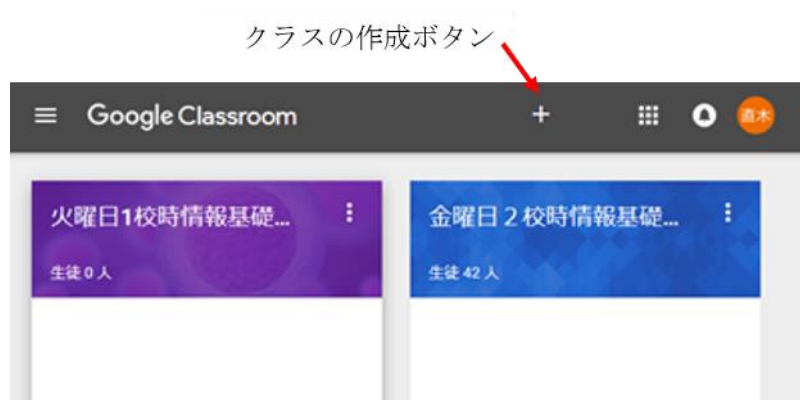 クラスの作成ボタン
Google Classroom
+
直木
火曜日1校時情報基礎...
生徒 0 人
金曜日２校時情報基礎...
生徒 42 人